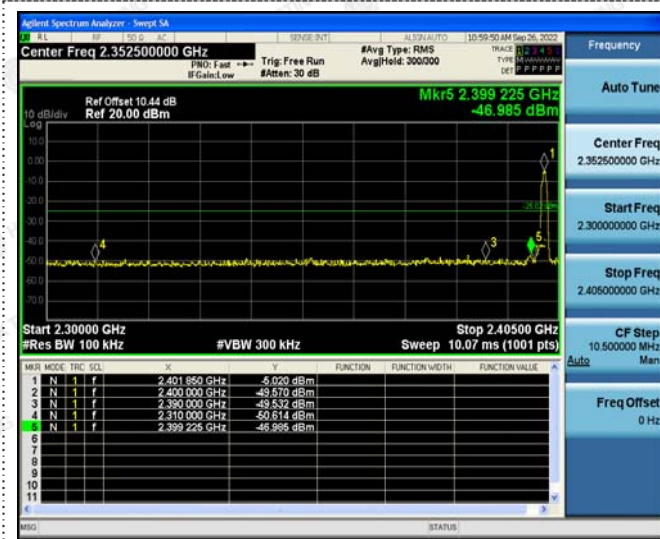 Agilent Spectrum Analyzer - Swept SA
RL RF 50 Ω AC SENSE:INT ALIGN AUTO 10:59:50 AM Sep 26, 2022
Center Freq 2.352500000 GHz
PNO: Fast
IFGain:Low
Trig: Free Run
#Atten: 30 dB
#Avg Type: RMS
Avg|Hold: 300/300
TRACE 1 2 3 4 5
TYPE M
DET P P P P P P
Frequency
Auto Tune
Center Freq
2.352500000 GHz
Start Freq
2.300000000 GHz
Stop Freq
2.405000000 GHz
CF Step
10.500000 MHz
Auto Man
Freq Offset
0 Hz
Mkr5 2.399 225 GHz
-46.985 dBm
Ref Offset 10.44 dB
10 dB/div Ref 20.00 dBm
Log
10.0
0.00
-10.0
-20.0
-30.0
-40.0
-50.0
-60.0
-70.0
1
3
4
5
Start 2.30000 GHz Stop 2.40500 GHz
#Res BW 100 kHz #VBW 300 kHz Sweep 10.07 ms (1001 pts)
MKR MODE TRC SCL X Y FUNCTION FUNCTION WIDTH FUNCTION VALUE
1 N 1 f 2.401 850 GHz -5.020 dBm
2 N 1 f 2.400 000 GHz -49.570 dBm
3 N 1 f 2.390 000 GHz -49.532 dBm
4 N 1 f 2.310 000 GHz -50.614 dBm
5 N 1 f 2.399 225 GHz -46.985 dBm
6
7
8
9
10
11
MSG STATUS